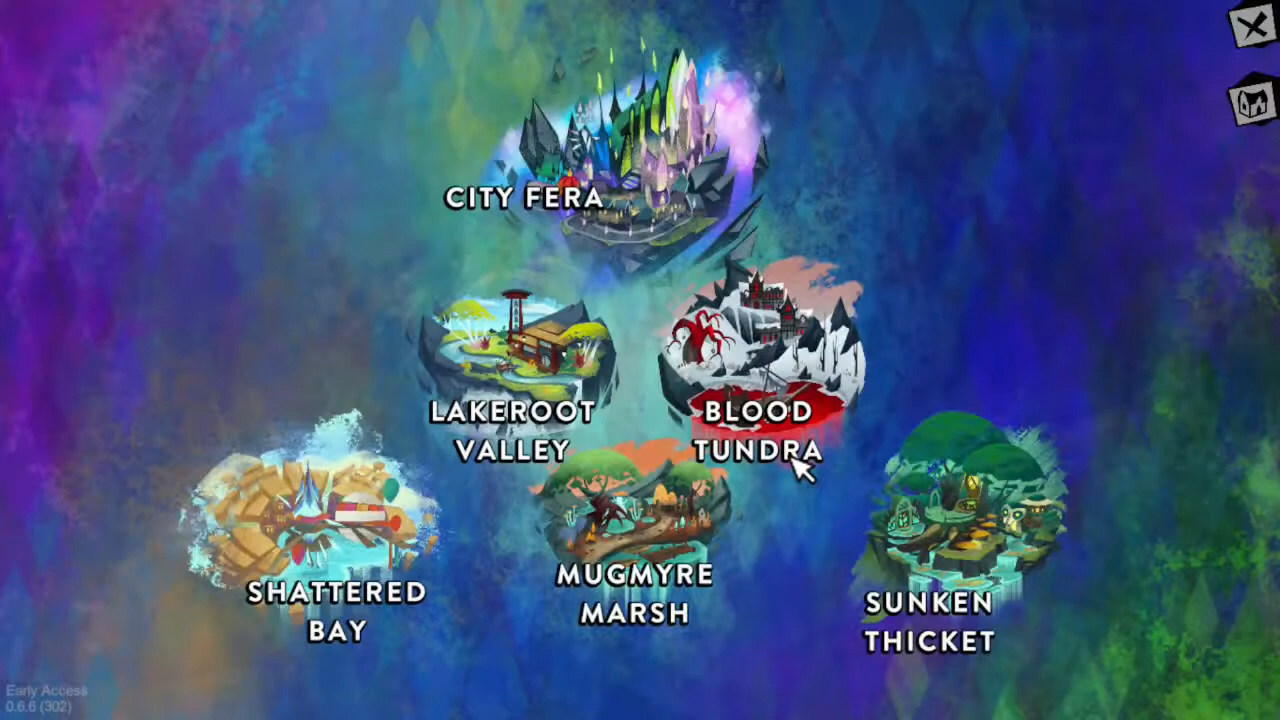 CITY FERA
LAKEROOT
VALLEY
BLOOD
TUNDRA
SHATTERED
BAY
MUGMYRE
MARSH
SUNKEN
THICKET
Early Access
0.6.6 (302)